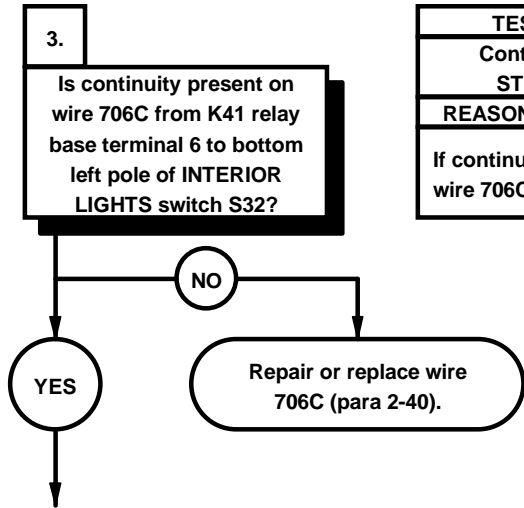 3.
Is continuity present on
wire 706C from K41 relay
base terminal 6 to bottom
left pole of INTERIOR
LIGHTS switch S32?
NO
YES
Repair or replace wire
706C (para 2-40).
TES
Cont
ST
REASON
If continu
wire 706C